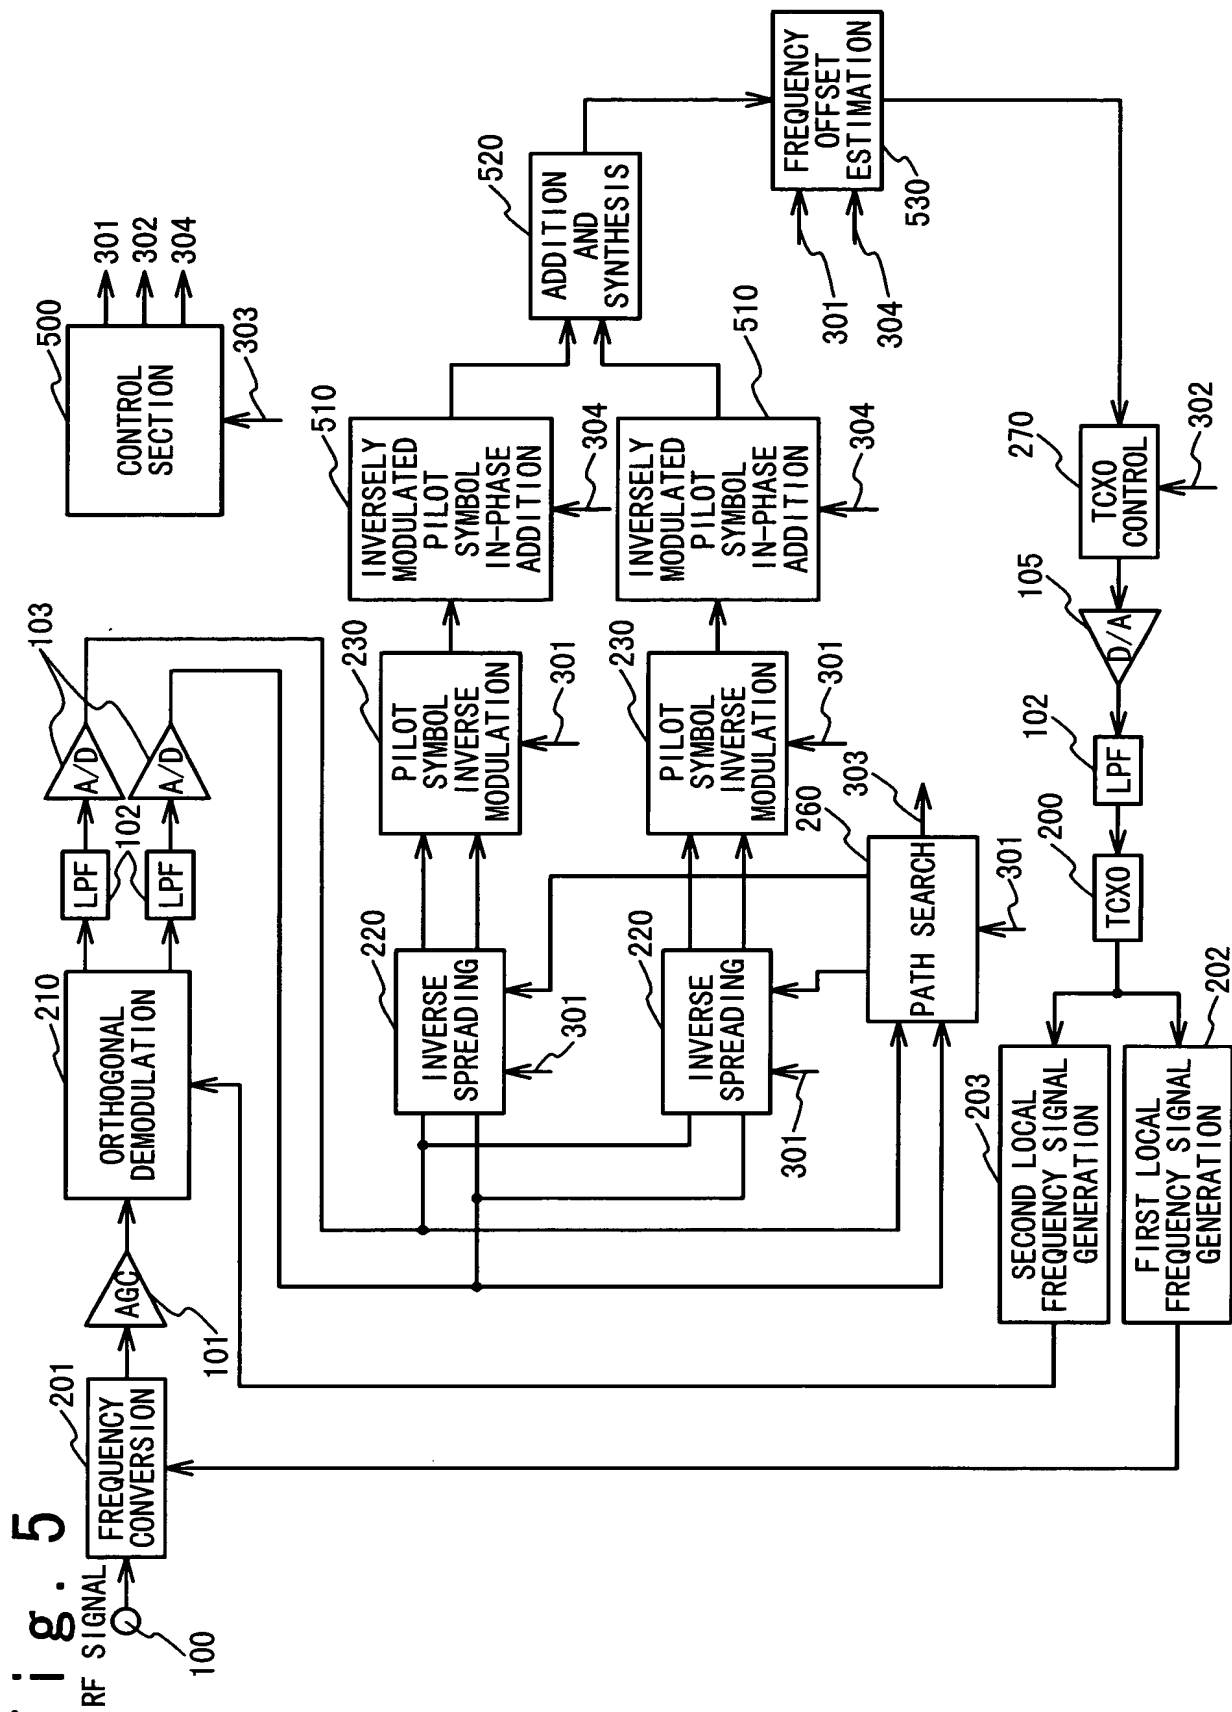 Fig. 5
RF SIGNAL
100
FREQUENCY
CONVERSION
201
AGC
101
ORTHOGONAL
DEMODULATION
210
LPF
LPF
102
A/D
A/D
103
CONTROL
SECTION
500
301
302
304
303
INVERSE
SPREADING
220
301
PILOT
SYMBOL
INVERSE
MODULATION
230
301
INVERSELY
MODULATED
PILOT
SYMBOL
IN-PHASE
ADDITION
510
304
INVERSE
SPREADING
220
301
PILOT
SYMBOL
INVERSE
MODULATION
230
301
INVERSELY
MODULATED
PILOT
SYMBOL
IN-PHASE
ADDITION
510
304
ADDITION
AND
SYNTHESIS
520
FREQUENCY
OFFSET
ESTIMATION
530
301
304
PATH SEARCH
260
303
301
SECOND LOCAL
FREQUENCY SIGNAL
GENERATION
203
FIRST LOCAL
FREQUENCY SIGNAL
GENERATION
202
TCXO
200
LPF
102
D/A
105
TCXO
CONTROL
270
302